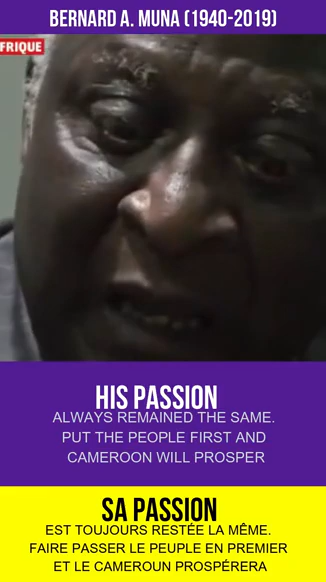 BERNARD A. MUNA (1940-2019)
FRIQUE
HIS PASSION
ALWAYS REMAINED THE SAME.
PUT THE PEOPLE FIRST AND
CAMEROON WILL PROSPER
SA PASSION
EST TOUJOURS RESTÉE LA MÊME.
FAIRE PASSER LE PEUPLE EN PREMIER
ET LE CAMEROUN PROSPÉRERA